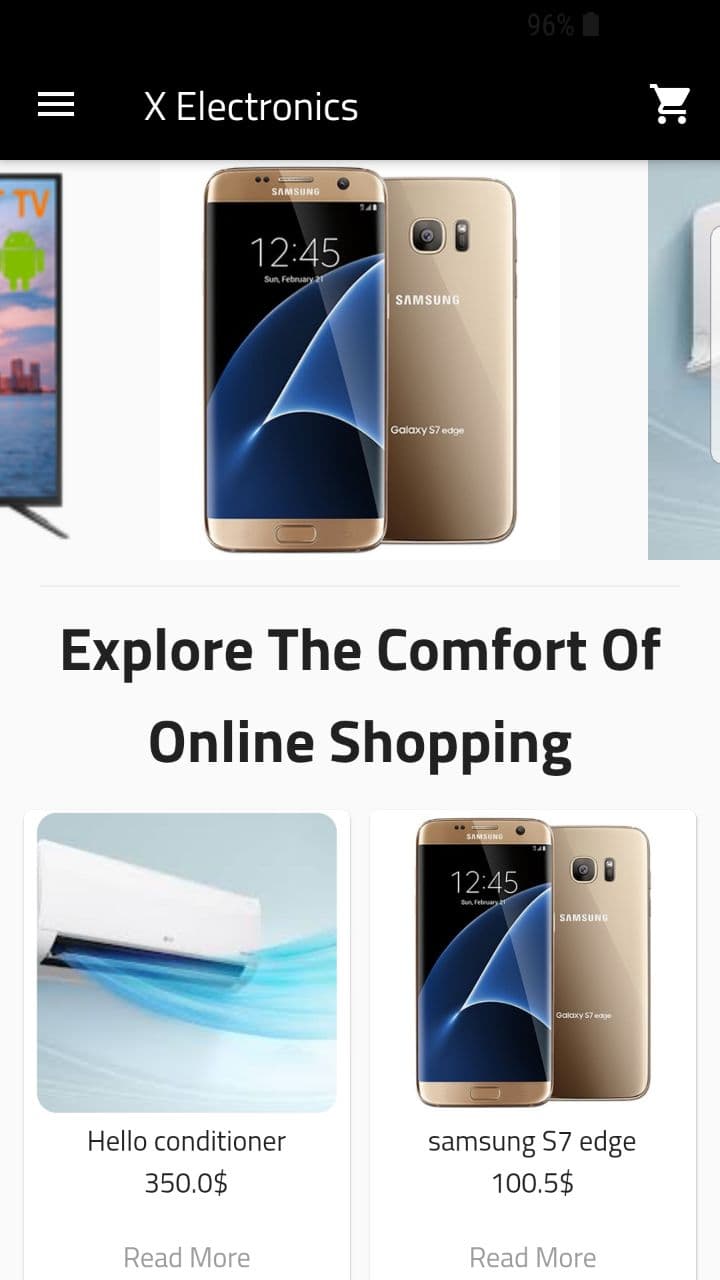 96%
X Electronics
TV
SAMSUNG
12:45
Sun, February 21
SAMSUNG
Galaxy S7 edge
Explore The Comfort Of
Online Shopping
LG
SAMSUNG
12:45
Sun, February 21
SAMSUNG
Galaxy S7 edge
Hello conditioner
350.0$
Read More
samsung S7 edge
100.5$
Read More